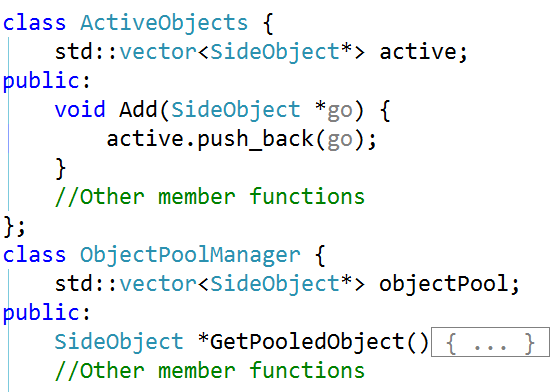 class ActiveObjects {
    std::vector<SideObject*> active;
public:
    void Add(SideObject *go) {
        active.push_back(go);
    }
    //Other member functions
};
class ObjectPoolManager {
    std::vector<SideObject*> objectPool;
public:
    SideObject *GetPooledObject(){ ... }
    //Other member functions